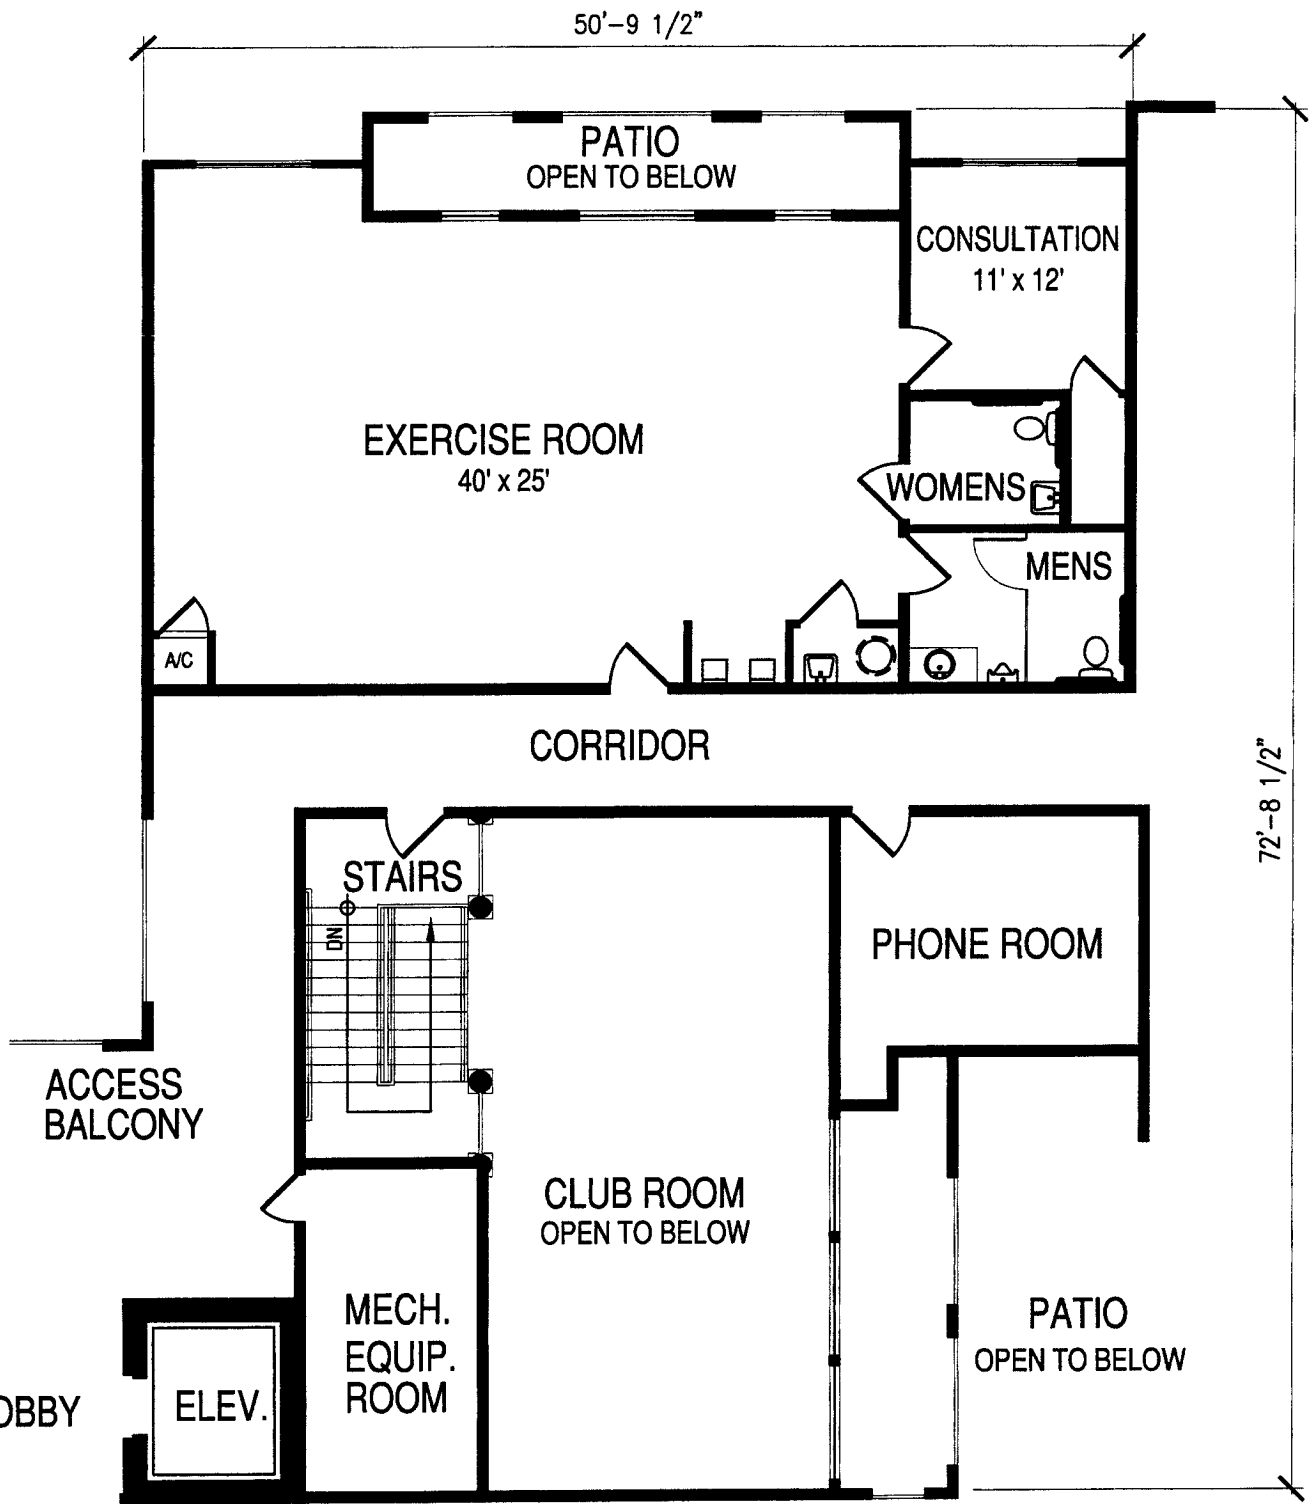 50'-9 1/2"
PATIO
OPEN TO BELOW
CONSULTATION
11' x 12'
EXERCISE ROOM
40' x 25'
WOMENS
MENS
A/C
CORRIDOR
72'-8 1/2"
STAIRS
DN
PHONE ROOM
ACCESS
BALCONY
CLUB ROOM
OPEN TO BELOW
MECH.
EQUIP.
ROOM
PATIO
OPEN TO BELOW
ELEV.
OBBY